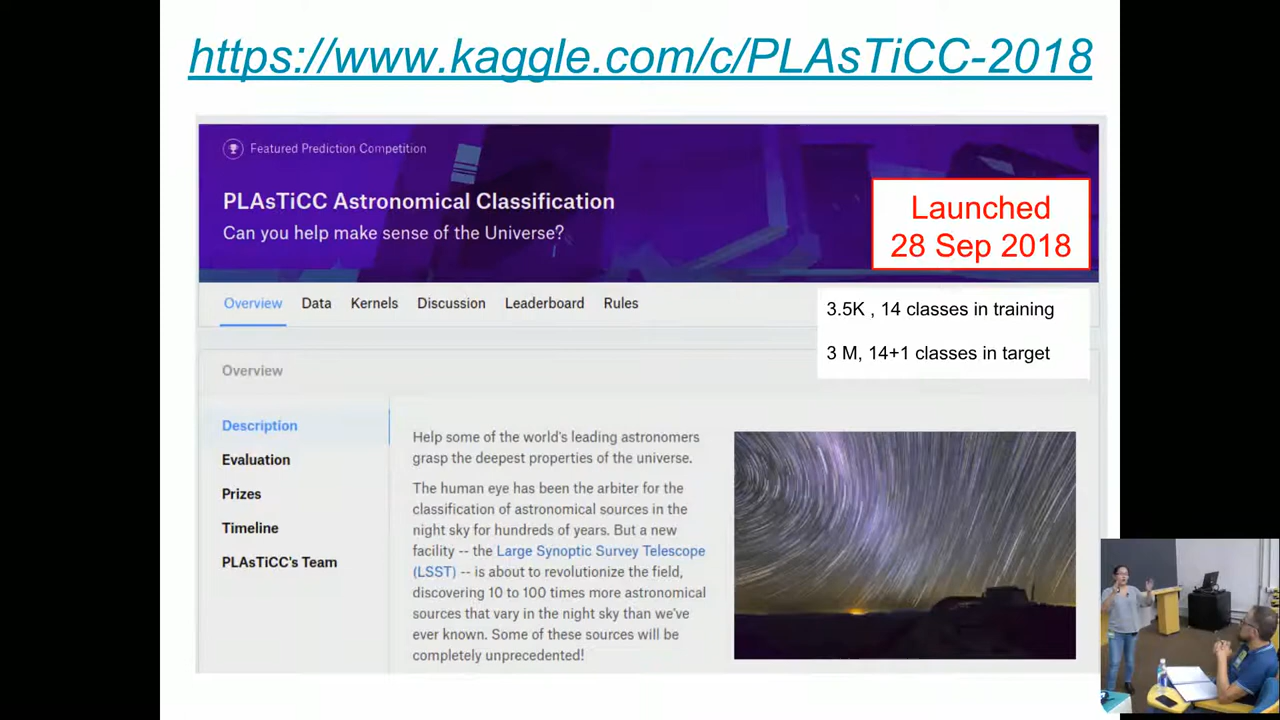 https://www.kaggle.com/c/PLAsTiCC-2018
Featured Prediction Competition
PLAsTiCC Astronomical Classification
Can you help make sense of the Universe?
Launched
28 Sep 2018
Overview Data Kernels Discussion Leaderboard Rules
3.5K , 14 classes in training
3 M, 14+1 classes in target
Overview
Description
Evaluation
Prizes
Timeline
PLAsTiCC's Team
Help some of the world's leading astronomers
grasp the deepest properties of the universe.
The human eye has been the arbiter for the
classification of astronomical sources in the
night sky for hundreds of years. But a new
facility -- the Large Synoptic Survey Telescope
(LSST) -- is about to revolutionize the field,
discovering 10 to 100 times more astronomical
sources that vary in the night sky than we've
ever known. Some of these sources will be
completely unprecedented!